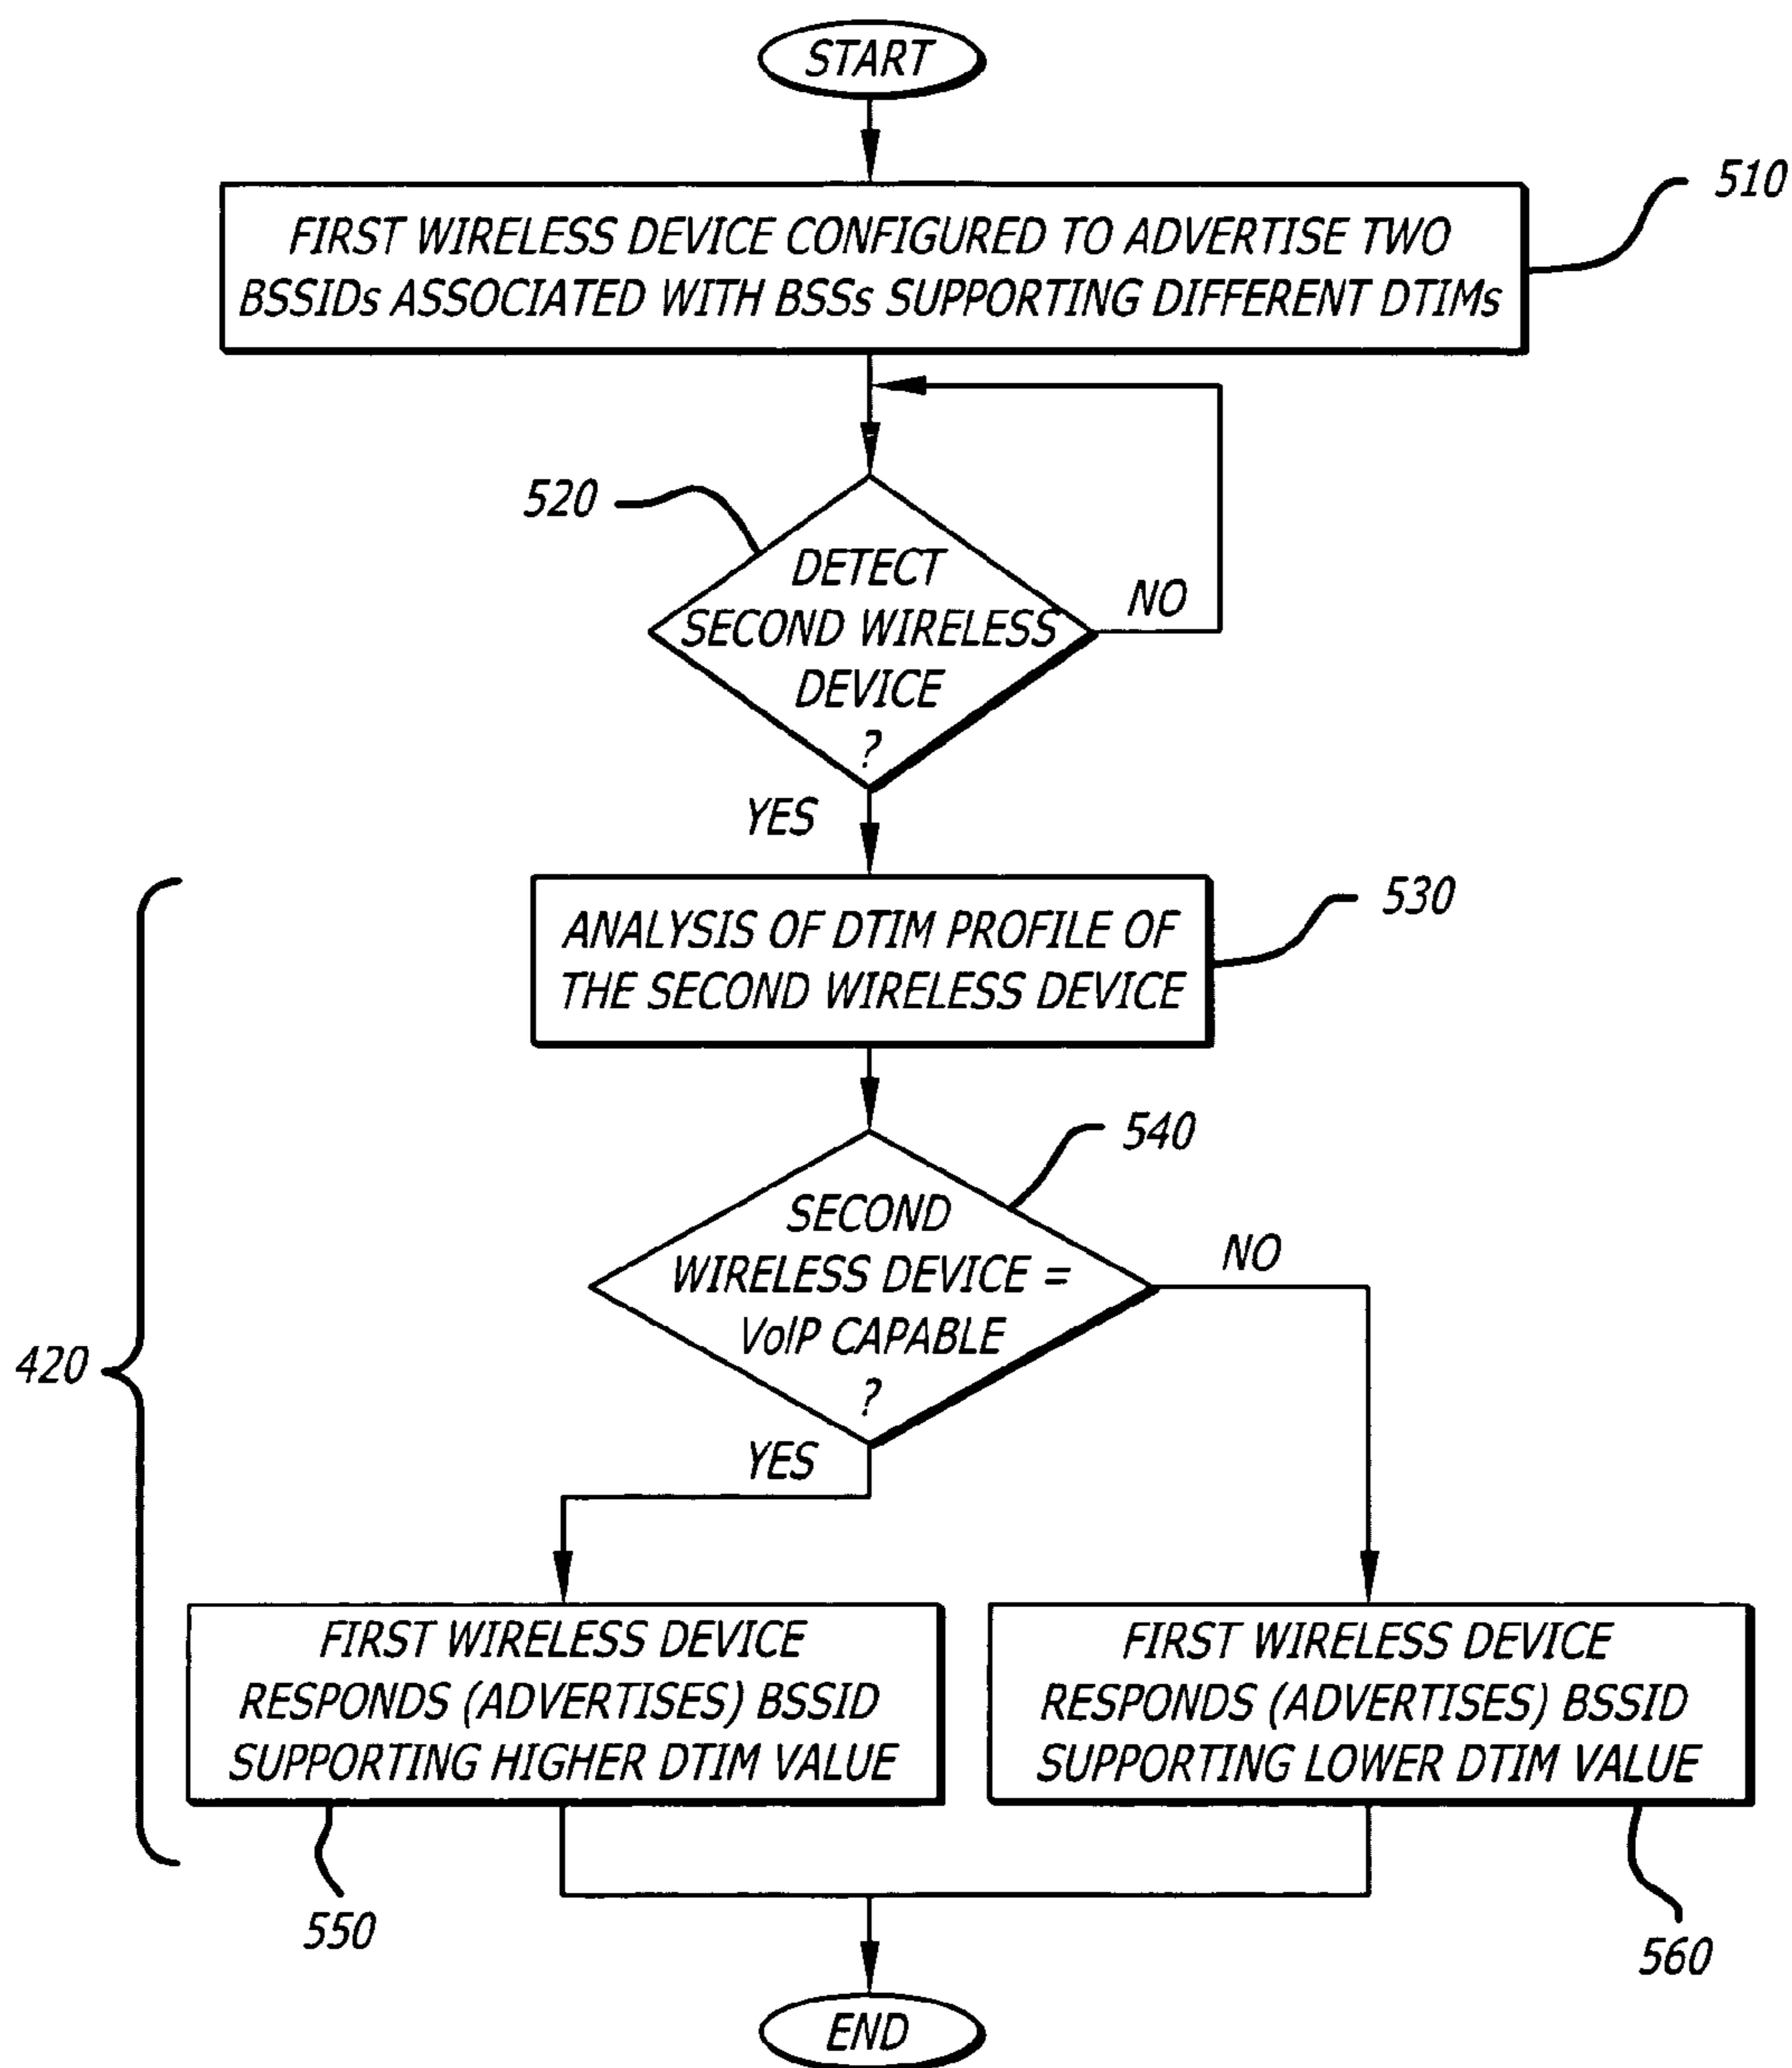 START
FIRST WIRELESS DEVICE CONFIGURED TO ADVERTISE TWO
BSSIDs ASSOCIATED WITH BSSs SUPPORTING DIFFERENT DTIMs
510
520
DETECT
SECOND WIRELESS
DEVICE
?
NO
YES
ANALYSIS OF DTIM PROFILE OF
THE SECOND WIRELESS DEVICE
530
540
SECOND
WIRELESS DEVICE =
VoIP CAPABLE
?
NO
YES
420
FIRST WIRELESS DEVICE
RESPONDS (ADVERTISES) BSSID
SUPPORTING HIGHER DTIM VALUE
FIRST WIRELESS DEVICE
RESPONDS (ADVERTISES) BSSID
SUPPORTING LOWER DTIM VALUE
550
560
END